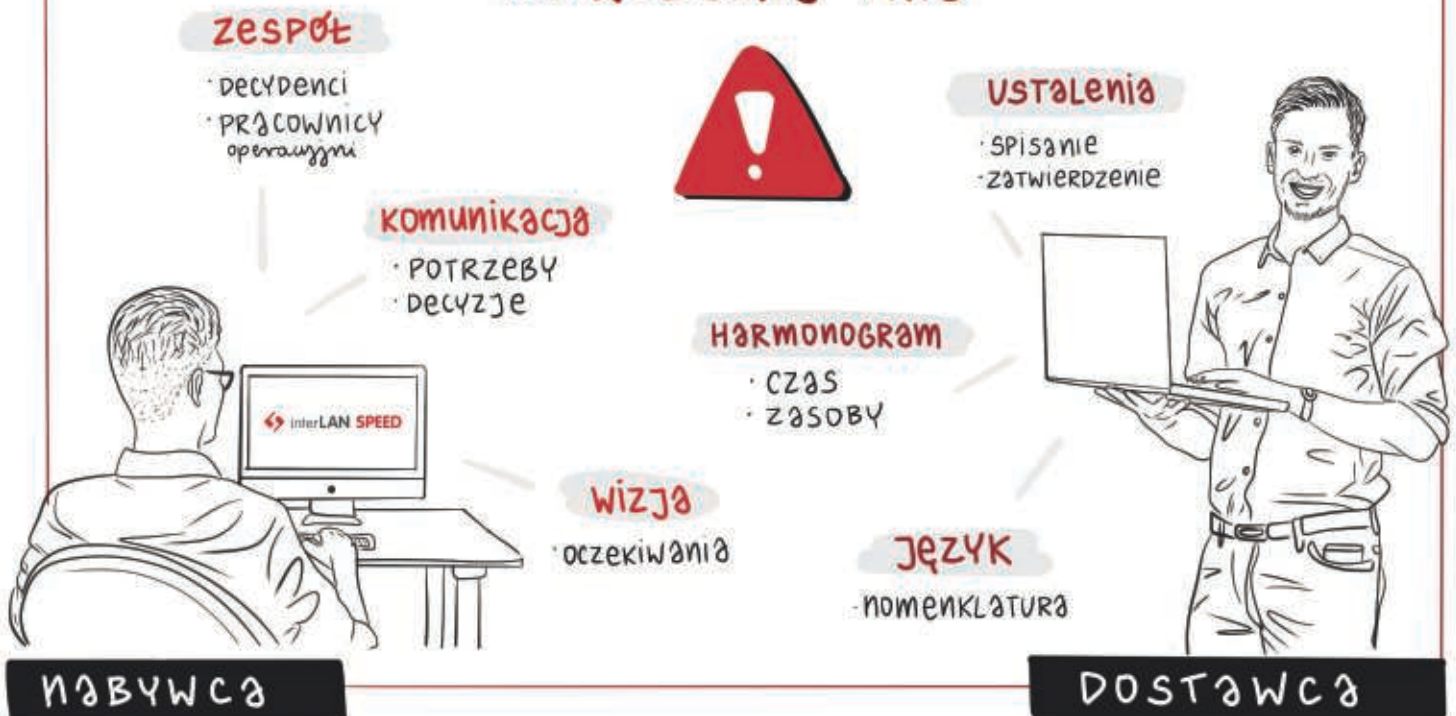 ZESPÓŁ
· DECYDENCI
· PRACOWNICY
operacyjni
KOMUNIKACJA
· POTRZEBY
· DECYZJE
interLAN SPEED
WIZJA
· OCZEKIWANIA
USTALENIA
· SPISANIE
· ZATWIERDZENIE
HARMONOGRAM
· CZAS
· ZASOBY
JĘZYK
· NOMENKLATURA
NABYWCA
DOSTAWCA